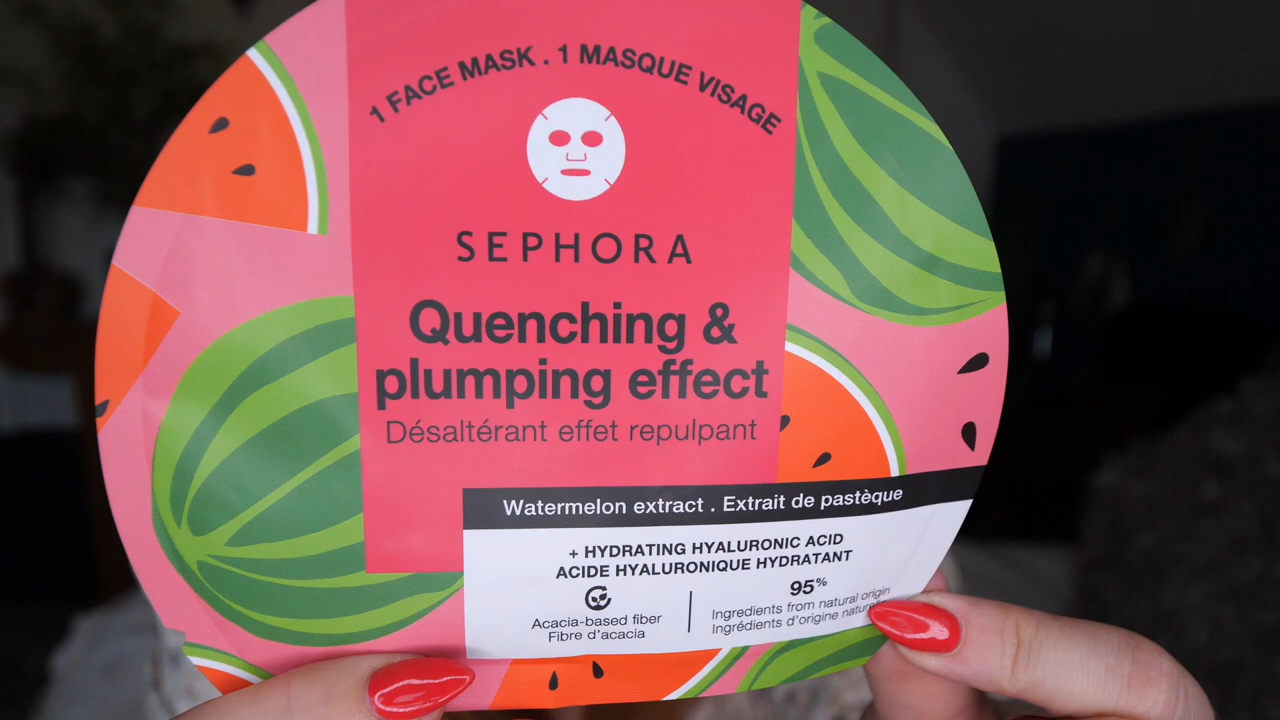 1 FACE MASK . 1 MASQUE VISAGE
SEPHORA
Quenching &
plumping effect
Désaltérant effet repulpant
Watermelon extract . Extrait de pastèque
+ HYDRATING HYALURONIC ACID
ACIDE HYALURONIQUE HYDRATANT
Acacia-based fiber
Fibre d'acacia
95%
Ingredients from natural origin
Ingrédients d'origine naturelle